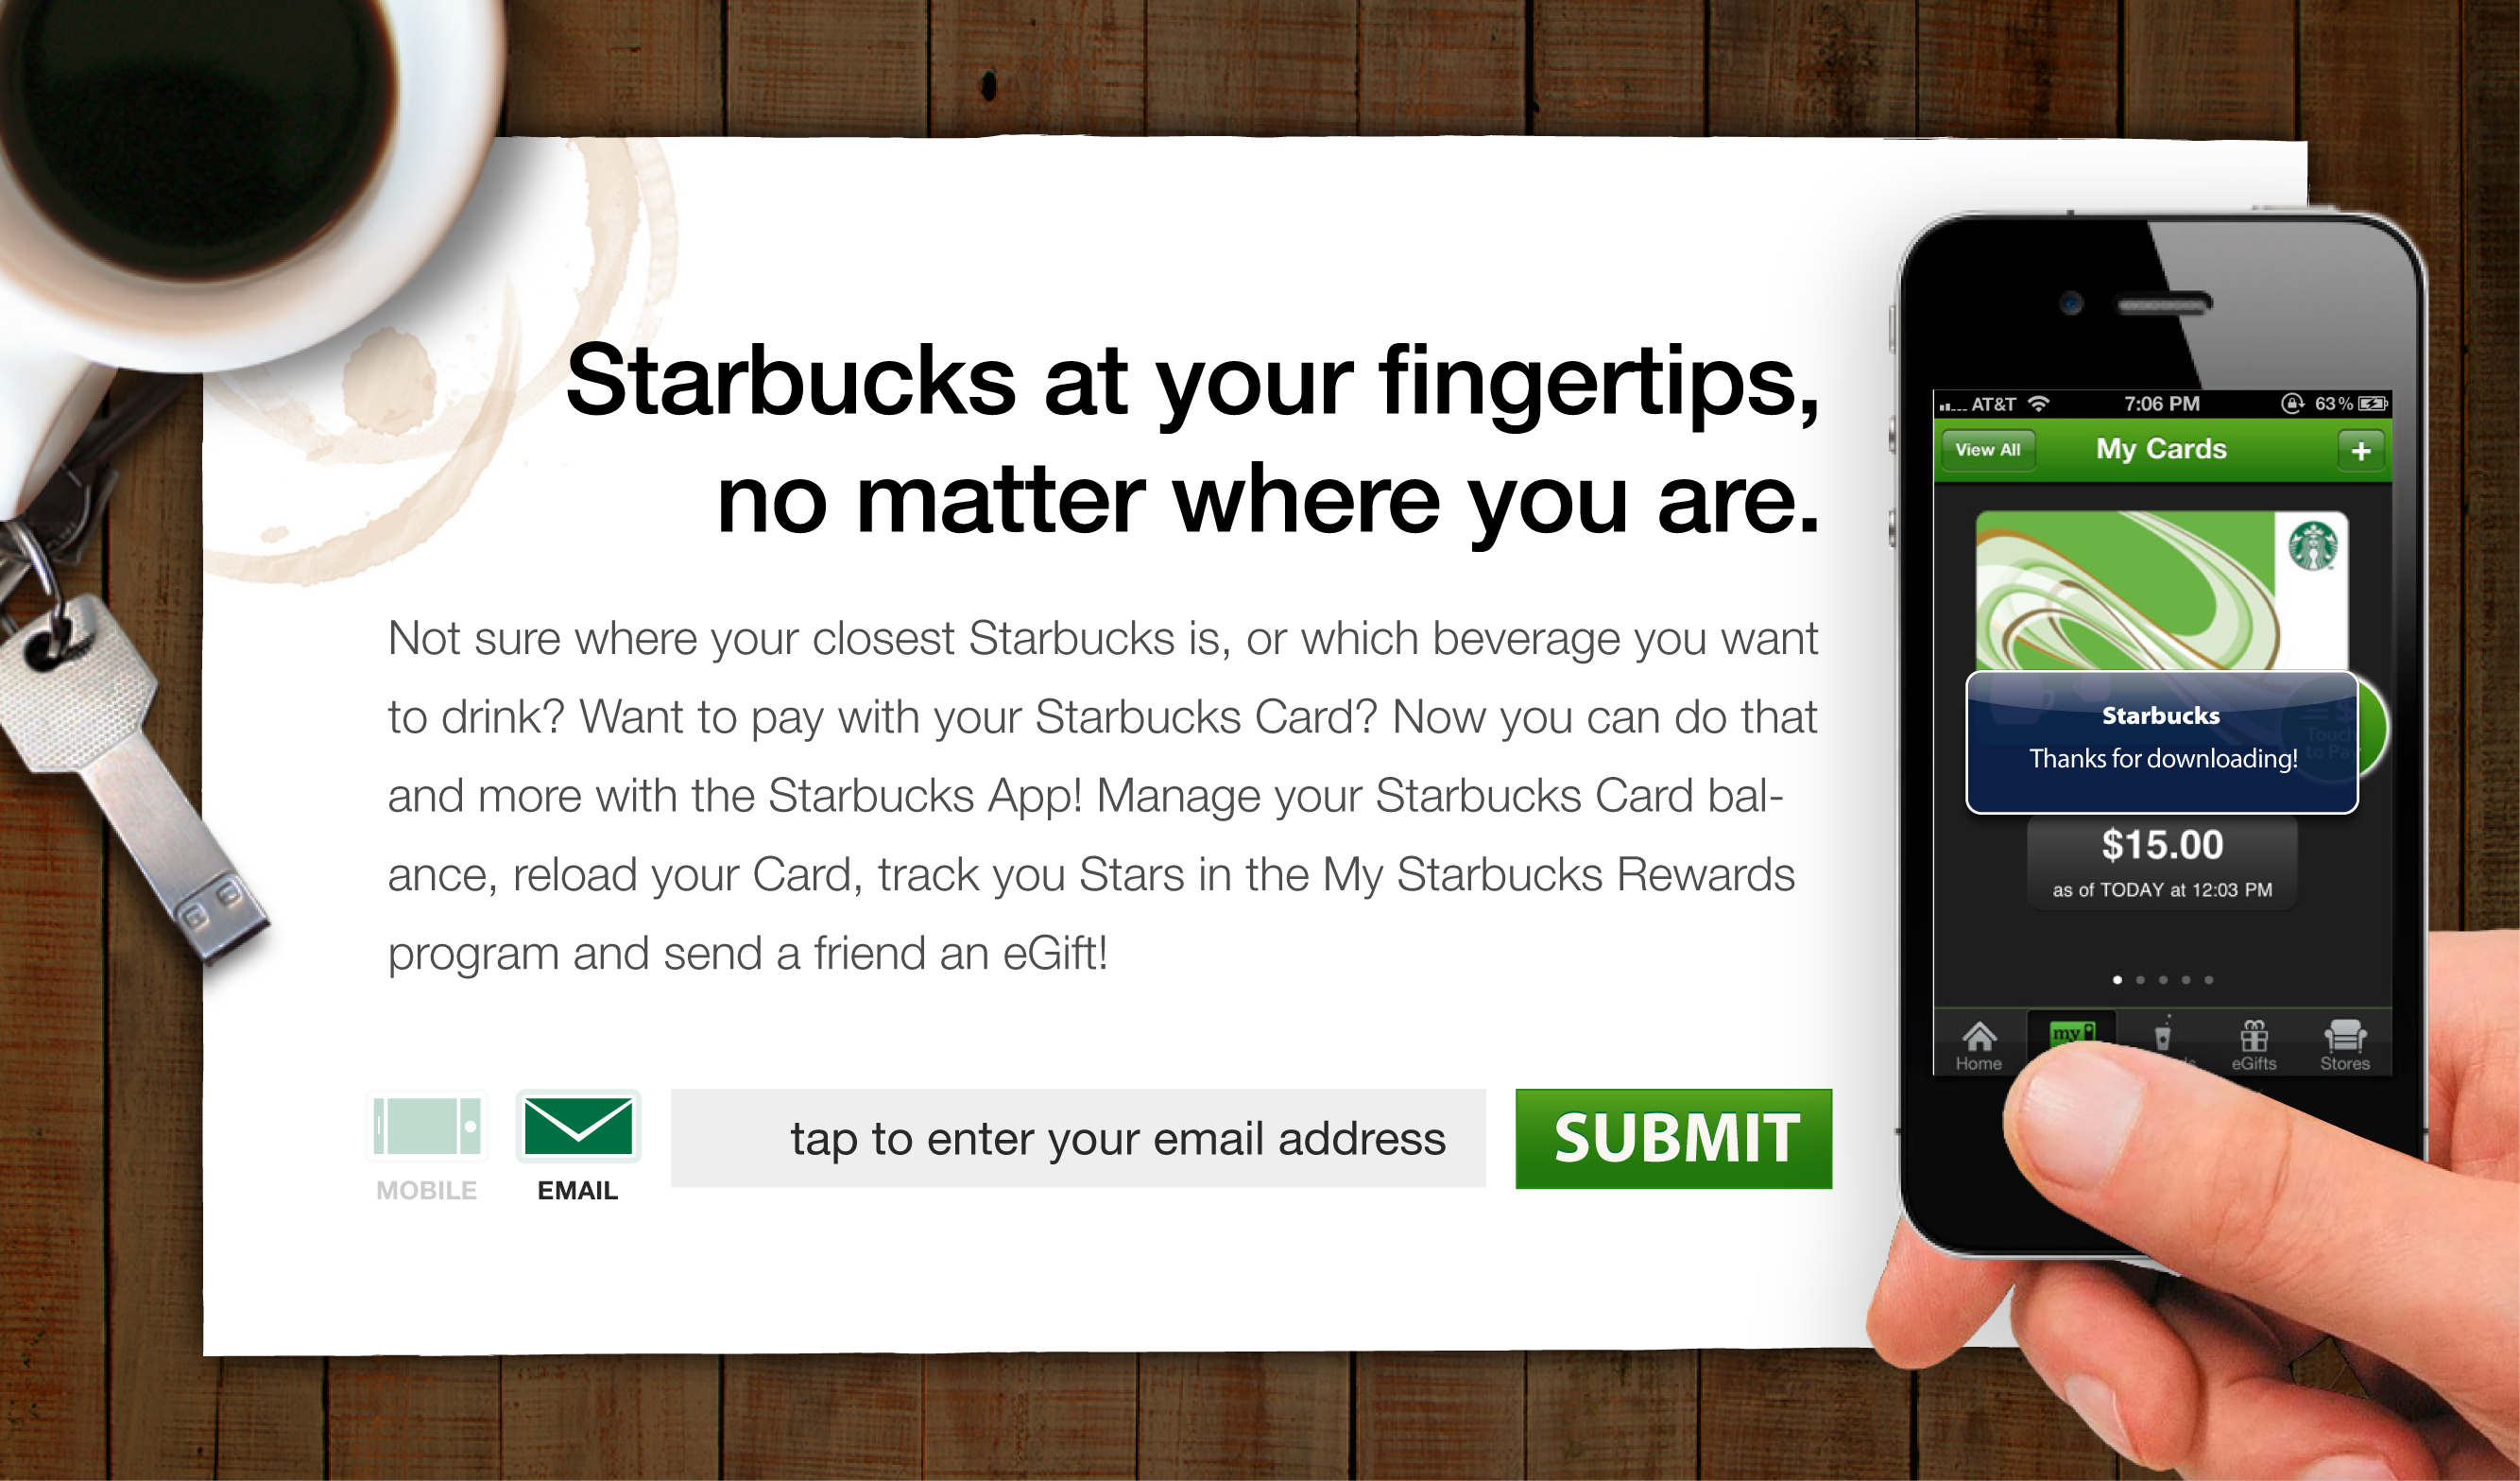 Starbucks at your fingertips,
no matter where you are.
Not sure where your closest Starbucks is, or which beverage you want
to drink? Want to pay with your Starbucks Card? Now you can do that
and more with the Starbucks App! Manage your Starbucks Card bal-
ance, reload your Card, track you Stars in the My Starbucks Rewards
program and send a friend an eGift!
MOBILE
EMAIL
tap to enter your email address
SUBMIT
AT&T 7:06 PM 63%
View All My Cards +
Touch
to Pay
Starbucks
Thanks for downloading!
$15.00
as of TODAY at 12:03 PM
my
Home eGifts Stores